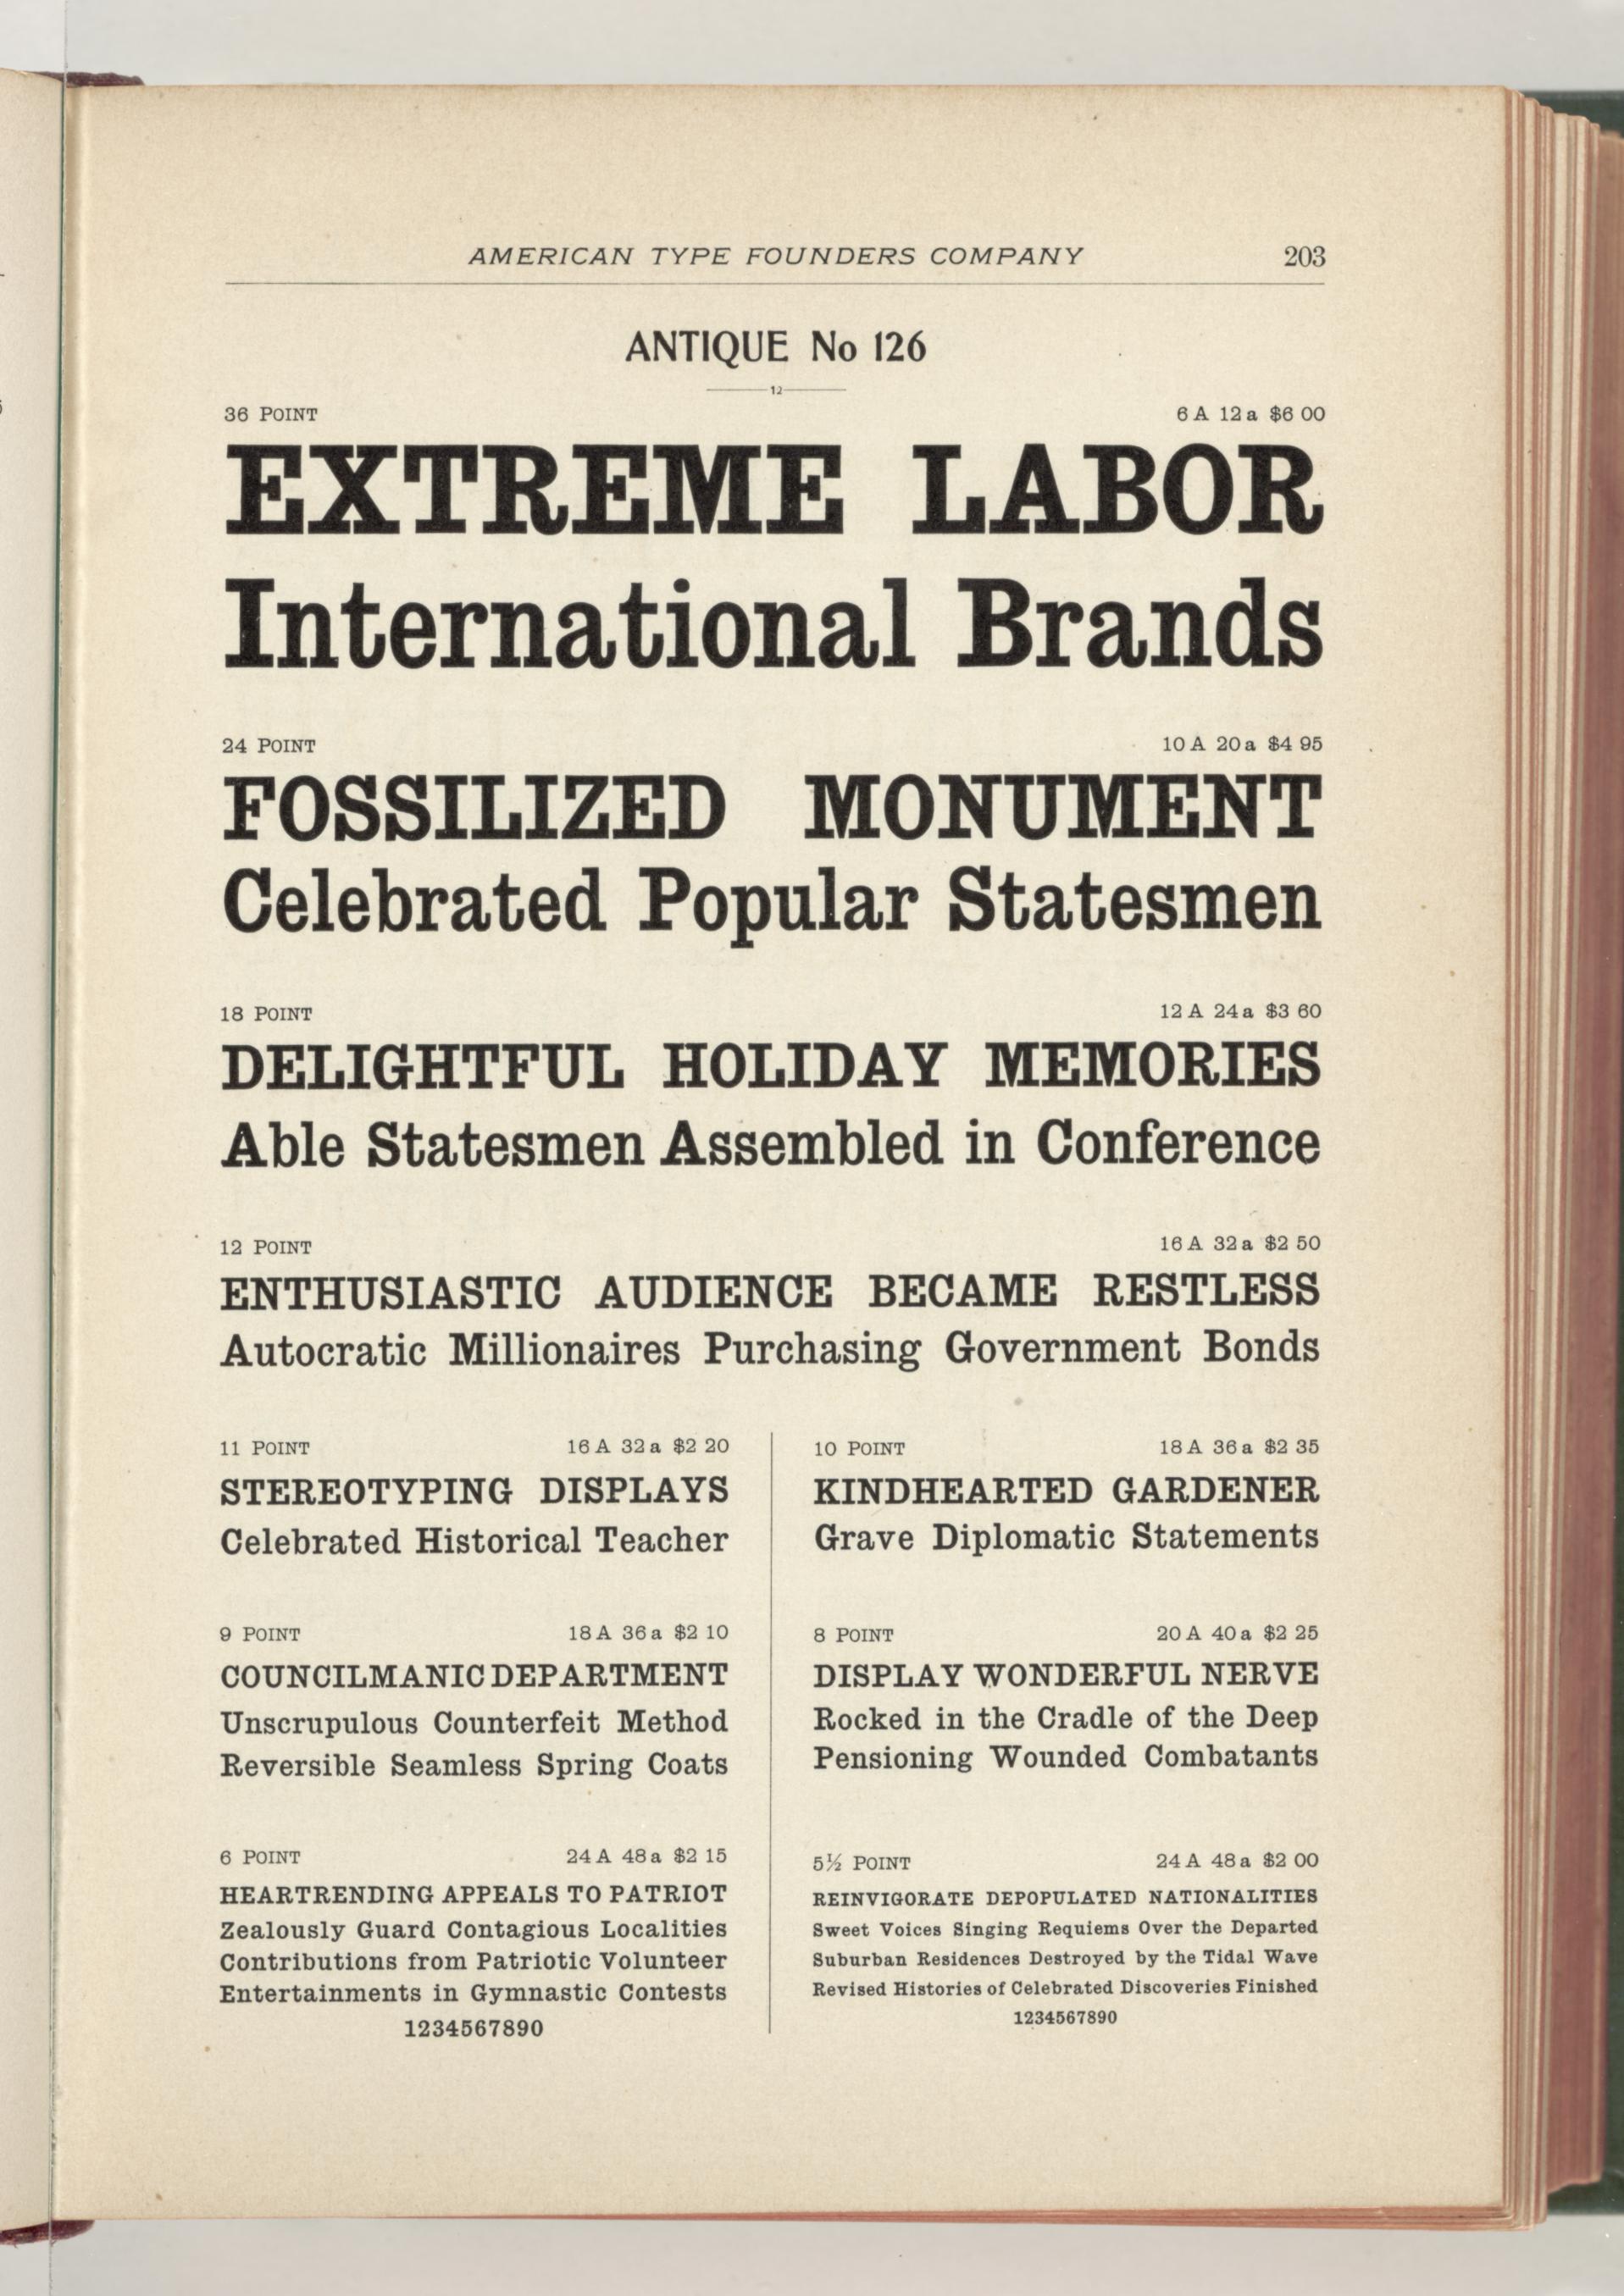 AMERICAN TYPE FOUNDERS COMPANY 203
ANTIQUE No 126
12
36 POINT 6 A 12 a $6 00
EXTREME LABOR
International Brands
24 POINT 10 A 20 a $4 95
FOSSILIZED MONUMENT
Celebrated Popular Statesmen
18 POINT 12 A 24 a $3 60
DELIGHTFUL HOLIDAY MEMORIES
Able Statesmen Assembled in Conference
12 POINT 16 A 32 a $2 50
ENTHUSIASTIC AUDIENCE BECAME RESTLESS
Autocratic Millionaires Purchasing Government Bonds
11 POINT 16 A 32 a $2 20
STEREOTYPING DISPLAYS
Celebrated Historical Teacher
10 POINT 18 A 36 a $2 35
KINDHEARTED GARDENER
Grave Diplomatic Statements
9 POINT 18 A 36 a $2 10
COUNCILMANIC DEPARTMENT
Unscrupulous Counterfeit Method
Reversible Seamless Spring Coats
8 POINT 20 A 40 a $2 25
DISPLAY WONDERFUL NERVE
Rocked in the Cradle of the Deep
Pensioning Wounded Combatants
6 POINT 24 A 48 a $2 15
HEARTRENDING APPEALS TO PATRIOT
Zealously Guard Contagious Localities
Contributions from Patriotic Volunteer
Entertainments in Gymnastic Contests
1234567890
5½ POINT 24 A 48 a $2 00
REINVIGORATE DEPOPULATED NATIONALITIES
Sweet Voices Singing Requiems Over the Departed
Suburban Residences Destroyed by the Tidal Wave
Revised Histories of Celebrated Discoveries Finished
1234567890